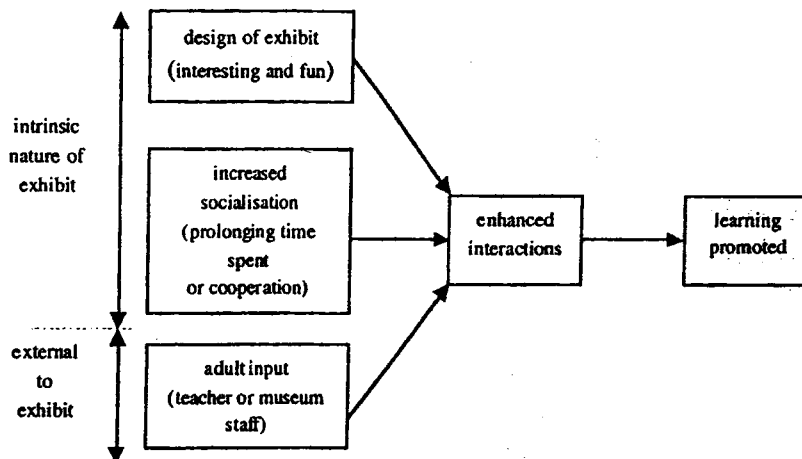 design of exhibit
(interesting and fun)
intrinsic
nature of
exhibit
increased
socialisation
(prolonging time
spent
or cooperation)
enhanced
interactions
learning
promoted
external
to
exhibit
adult input
(teacher or museum
staff)